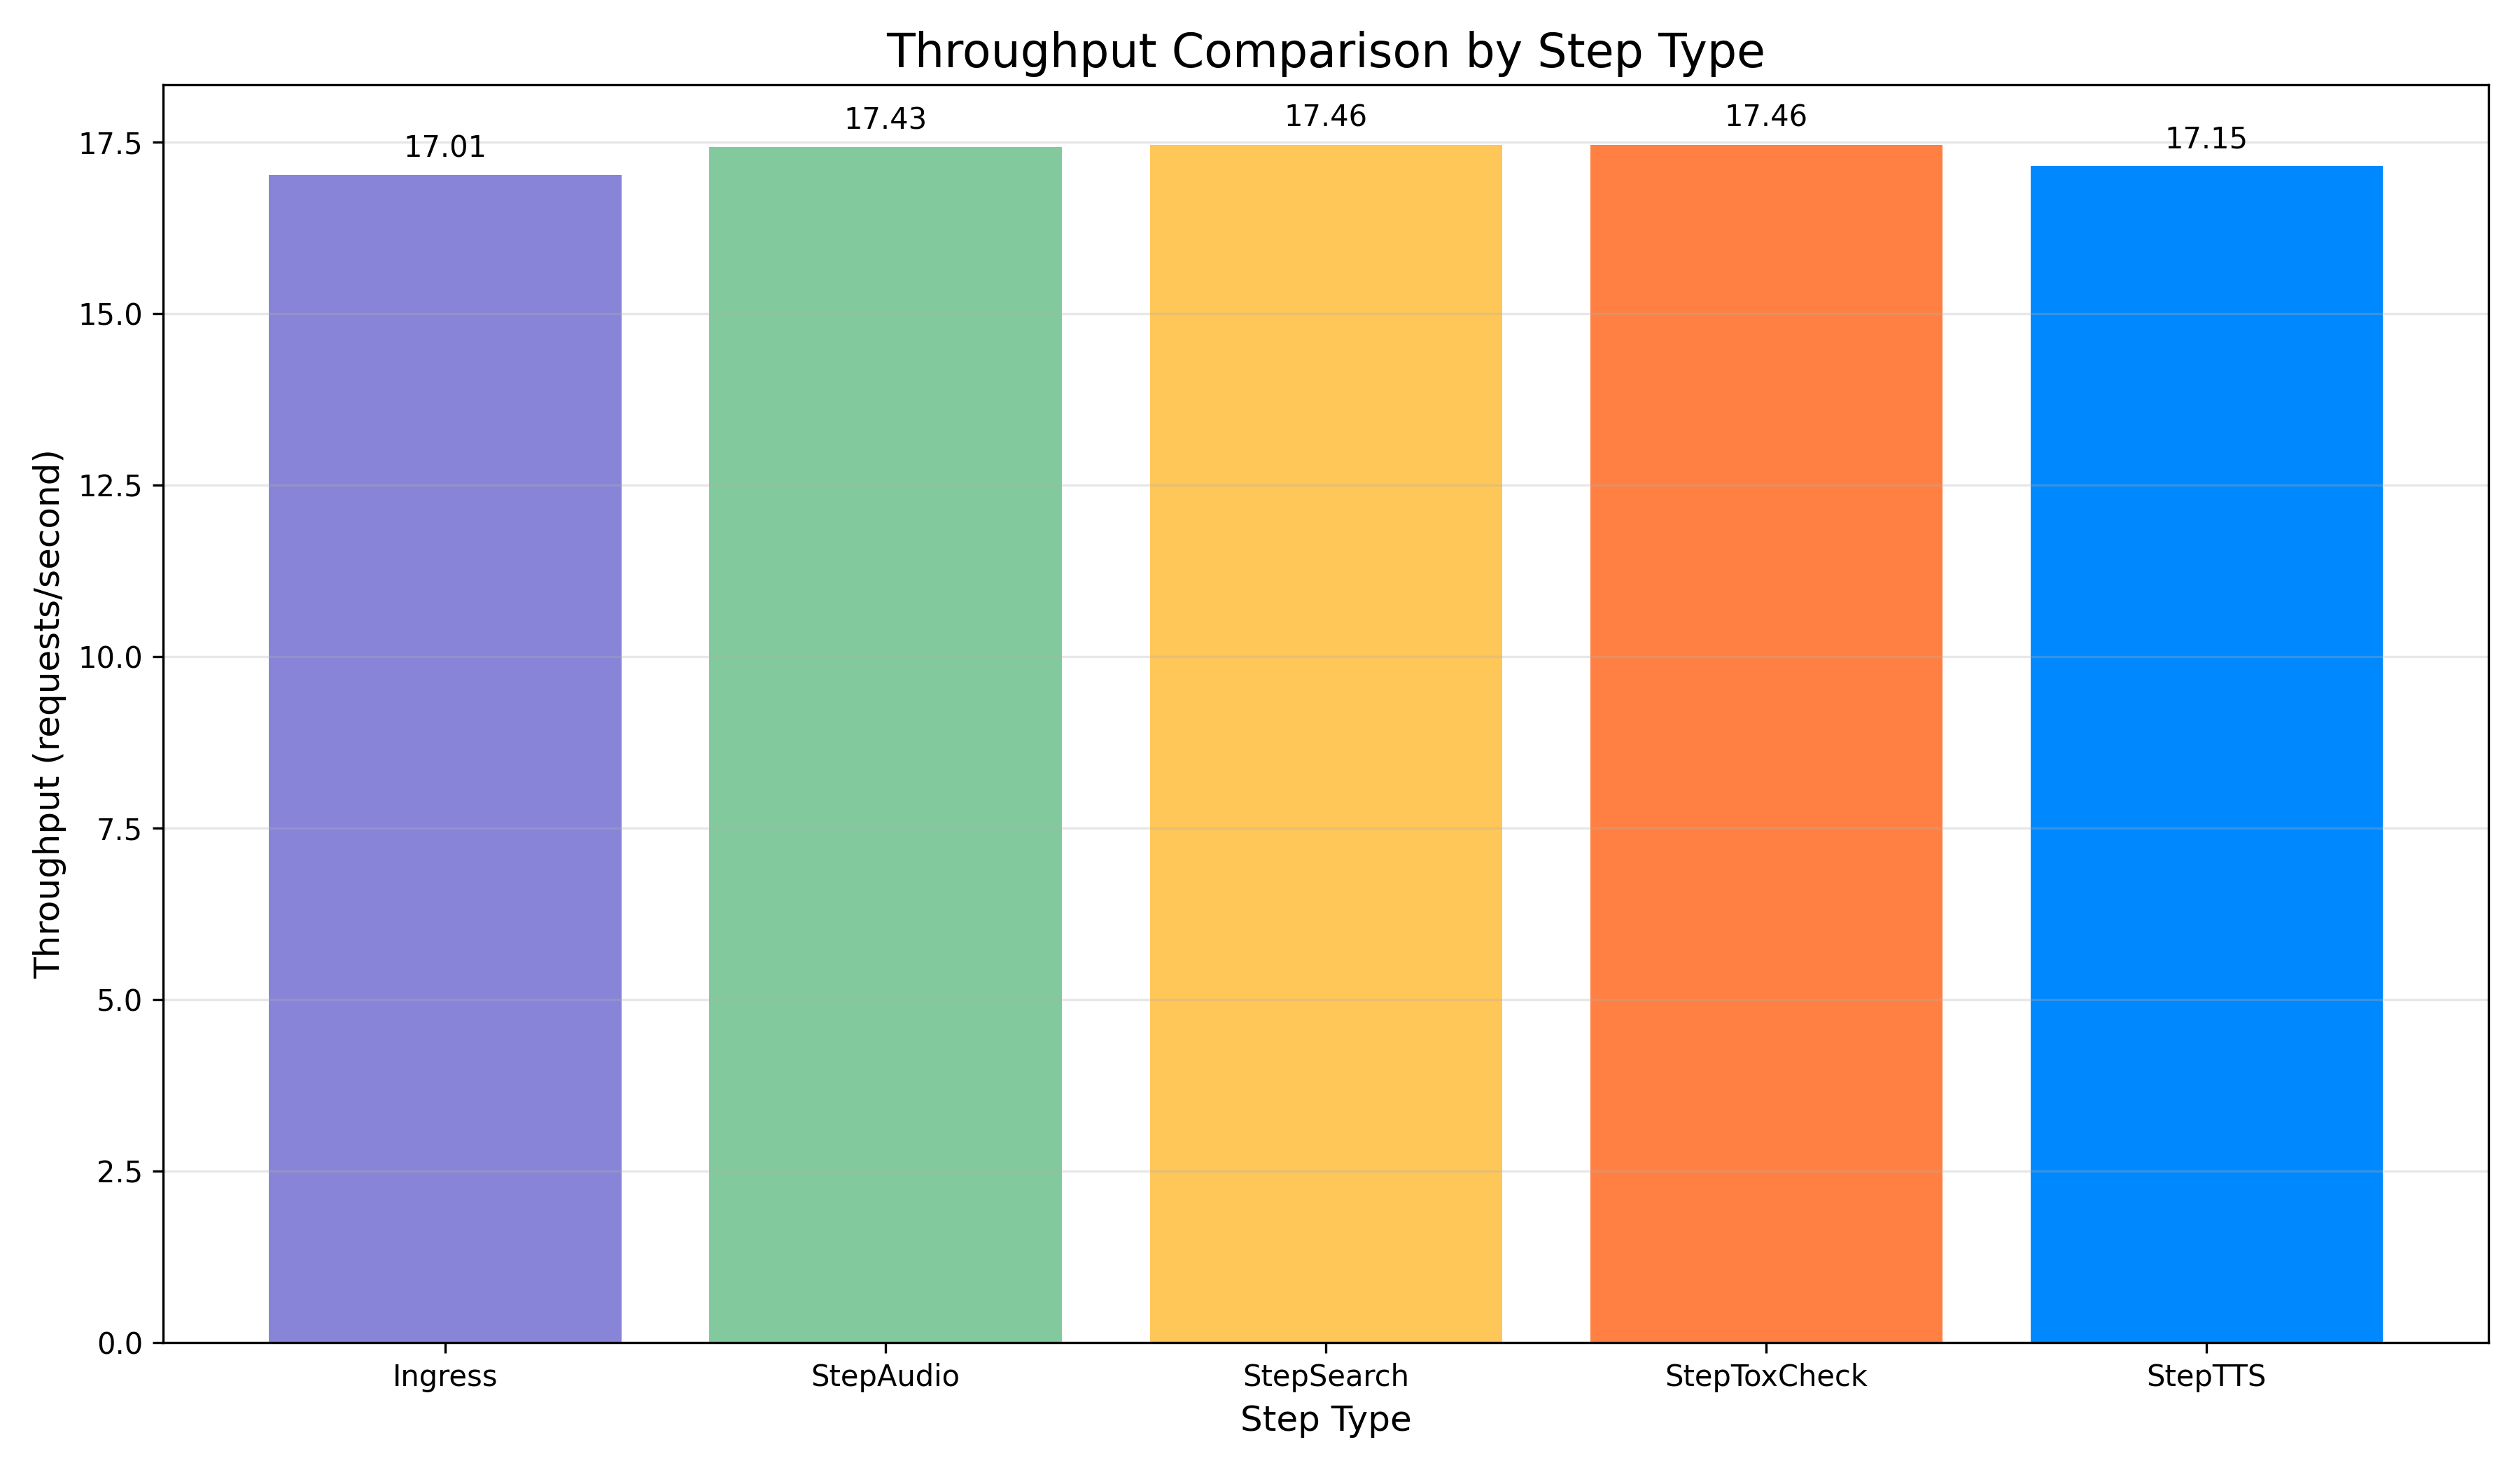 Throughput Comparison by Step Type
Throughput (requests/second)
17.5
15.0
12.5
10.0
7.5
5.0
2.5
0.0
17.01
17.43
17.46
17.46
17.15
Ingress
StepAudio
StepSearch
StepToxCheck
StepTTS
Step Type